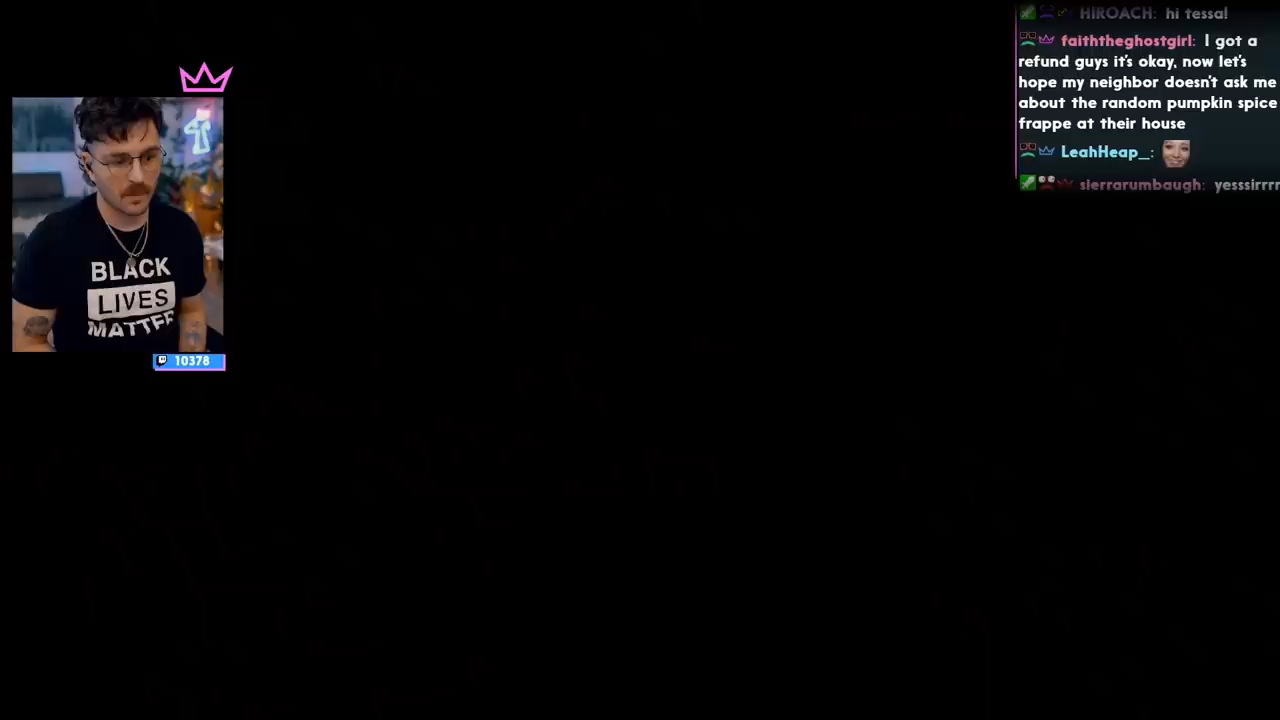 HIROACH: hi tessa!
faiththeghostgirl: I got a
refund guys it's okay, now let's
hope my neighbor doesn't ask me
about the random pumpkin spice
frappe at their house
LeahHeap_:
sierrarumbaugh: yesssirrrr
BLACK
LIVES
MATTER
10378